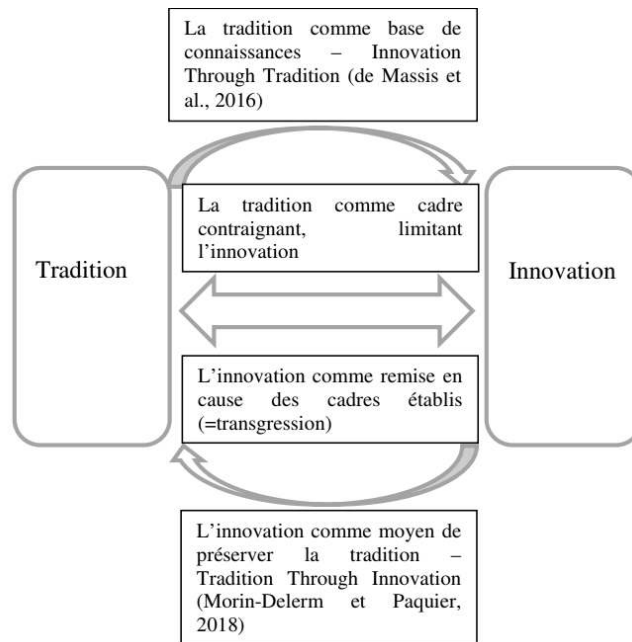 La tradition comme base de
connaissances – Innovation
Through Tradition (de Massis et
al., 2016)
La tradition comme cadre
contraignant, limitant
l’innovation
Tradition
Innovation
L’innovation comme remise en
cause des cadres établis
(=transgression)
L’innovation comme moyen de
préserver la tradition –
Tradition Through Innovation
(Morin-Delerm et Paquier,
2018)